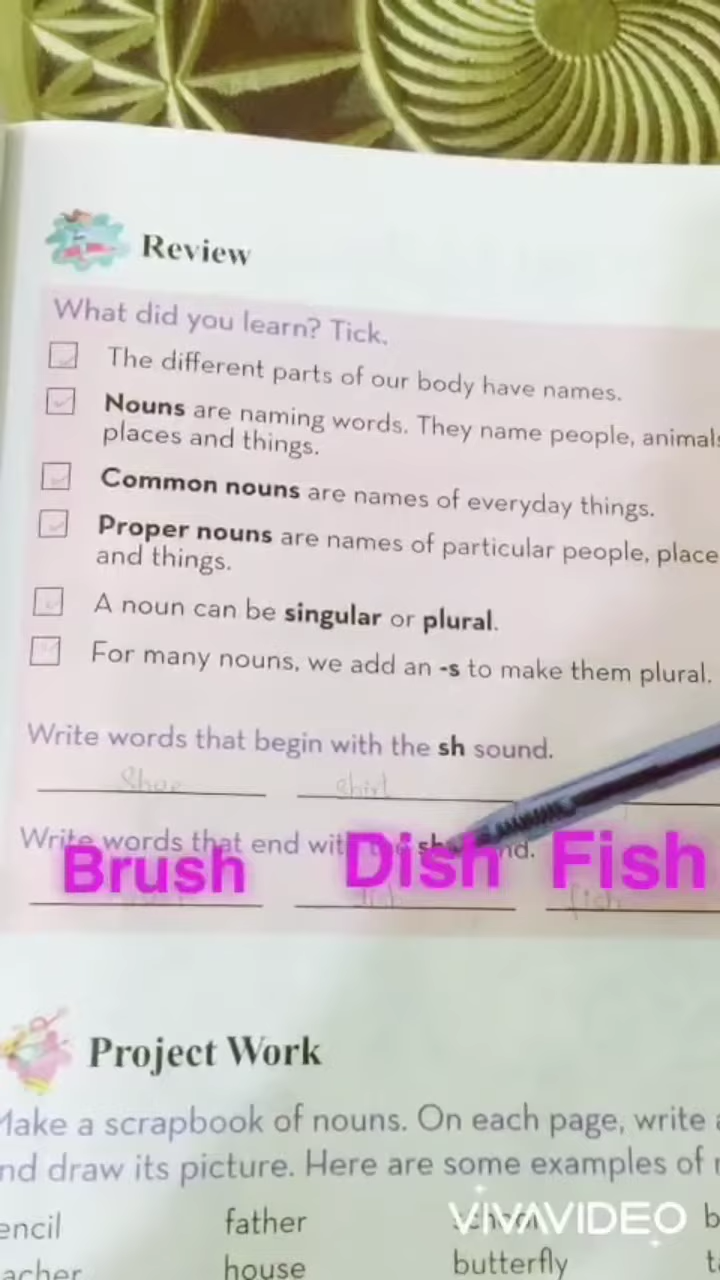 Review
What did you learn? Tick.
The different parts of our body have names.
Nouns are naming words. They name people, animals
places and things.
Common nouns are names of everyday things.
Proper nouns are names of particular people, place
and things.
A noun can be singular or plural.
For many nouns, we add an -s to make them plural.
Write words that begin with the sh sound.
Shoe shirt
Write words that end
Brush Dish Fish
dish fish
Project Work
Make a scrapbook of nouns. On each page, write
nd draw its picture. Here are some examples of
encil father school b
acher house butterfly t
VIVAVIDEO